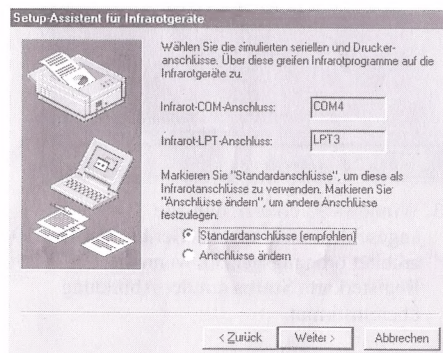 Setup-Assistent für Infrarotgeräte
Wählen Sie die simulierten seriellen und Drucker-
anschlüsse. Über diese greifen Infrarotprogramme auf die
Infrarotgeräte zu.
Infrarot-COM-Anschluss:
COM4
Infrarot-LPT-Anschluss:
LPT3
Markieren Sie "Standardanschlüsse", um diese als
Infrarotanschlüsse zu verwenden. Markieren Sie
"Anschlüsse ändern", um andere Anschlüsse
festzulegen.
Standardanschlüsse (empfohlen)
Anschlüsse ändern
< Zurück
Weiter >
Abbrechen